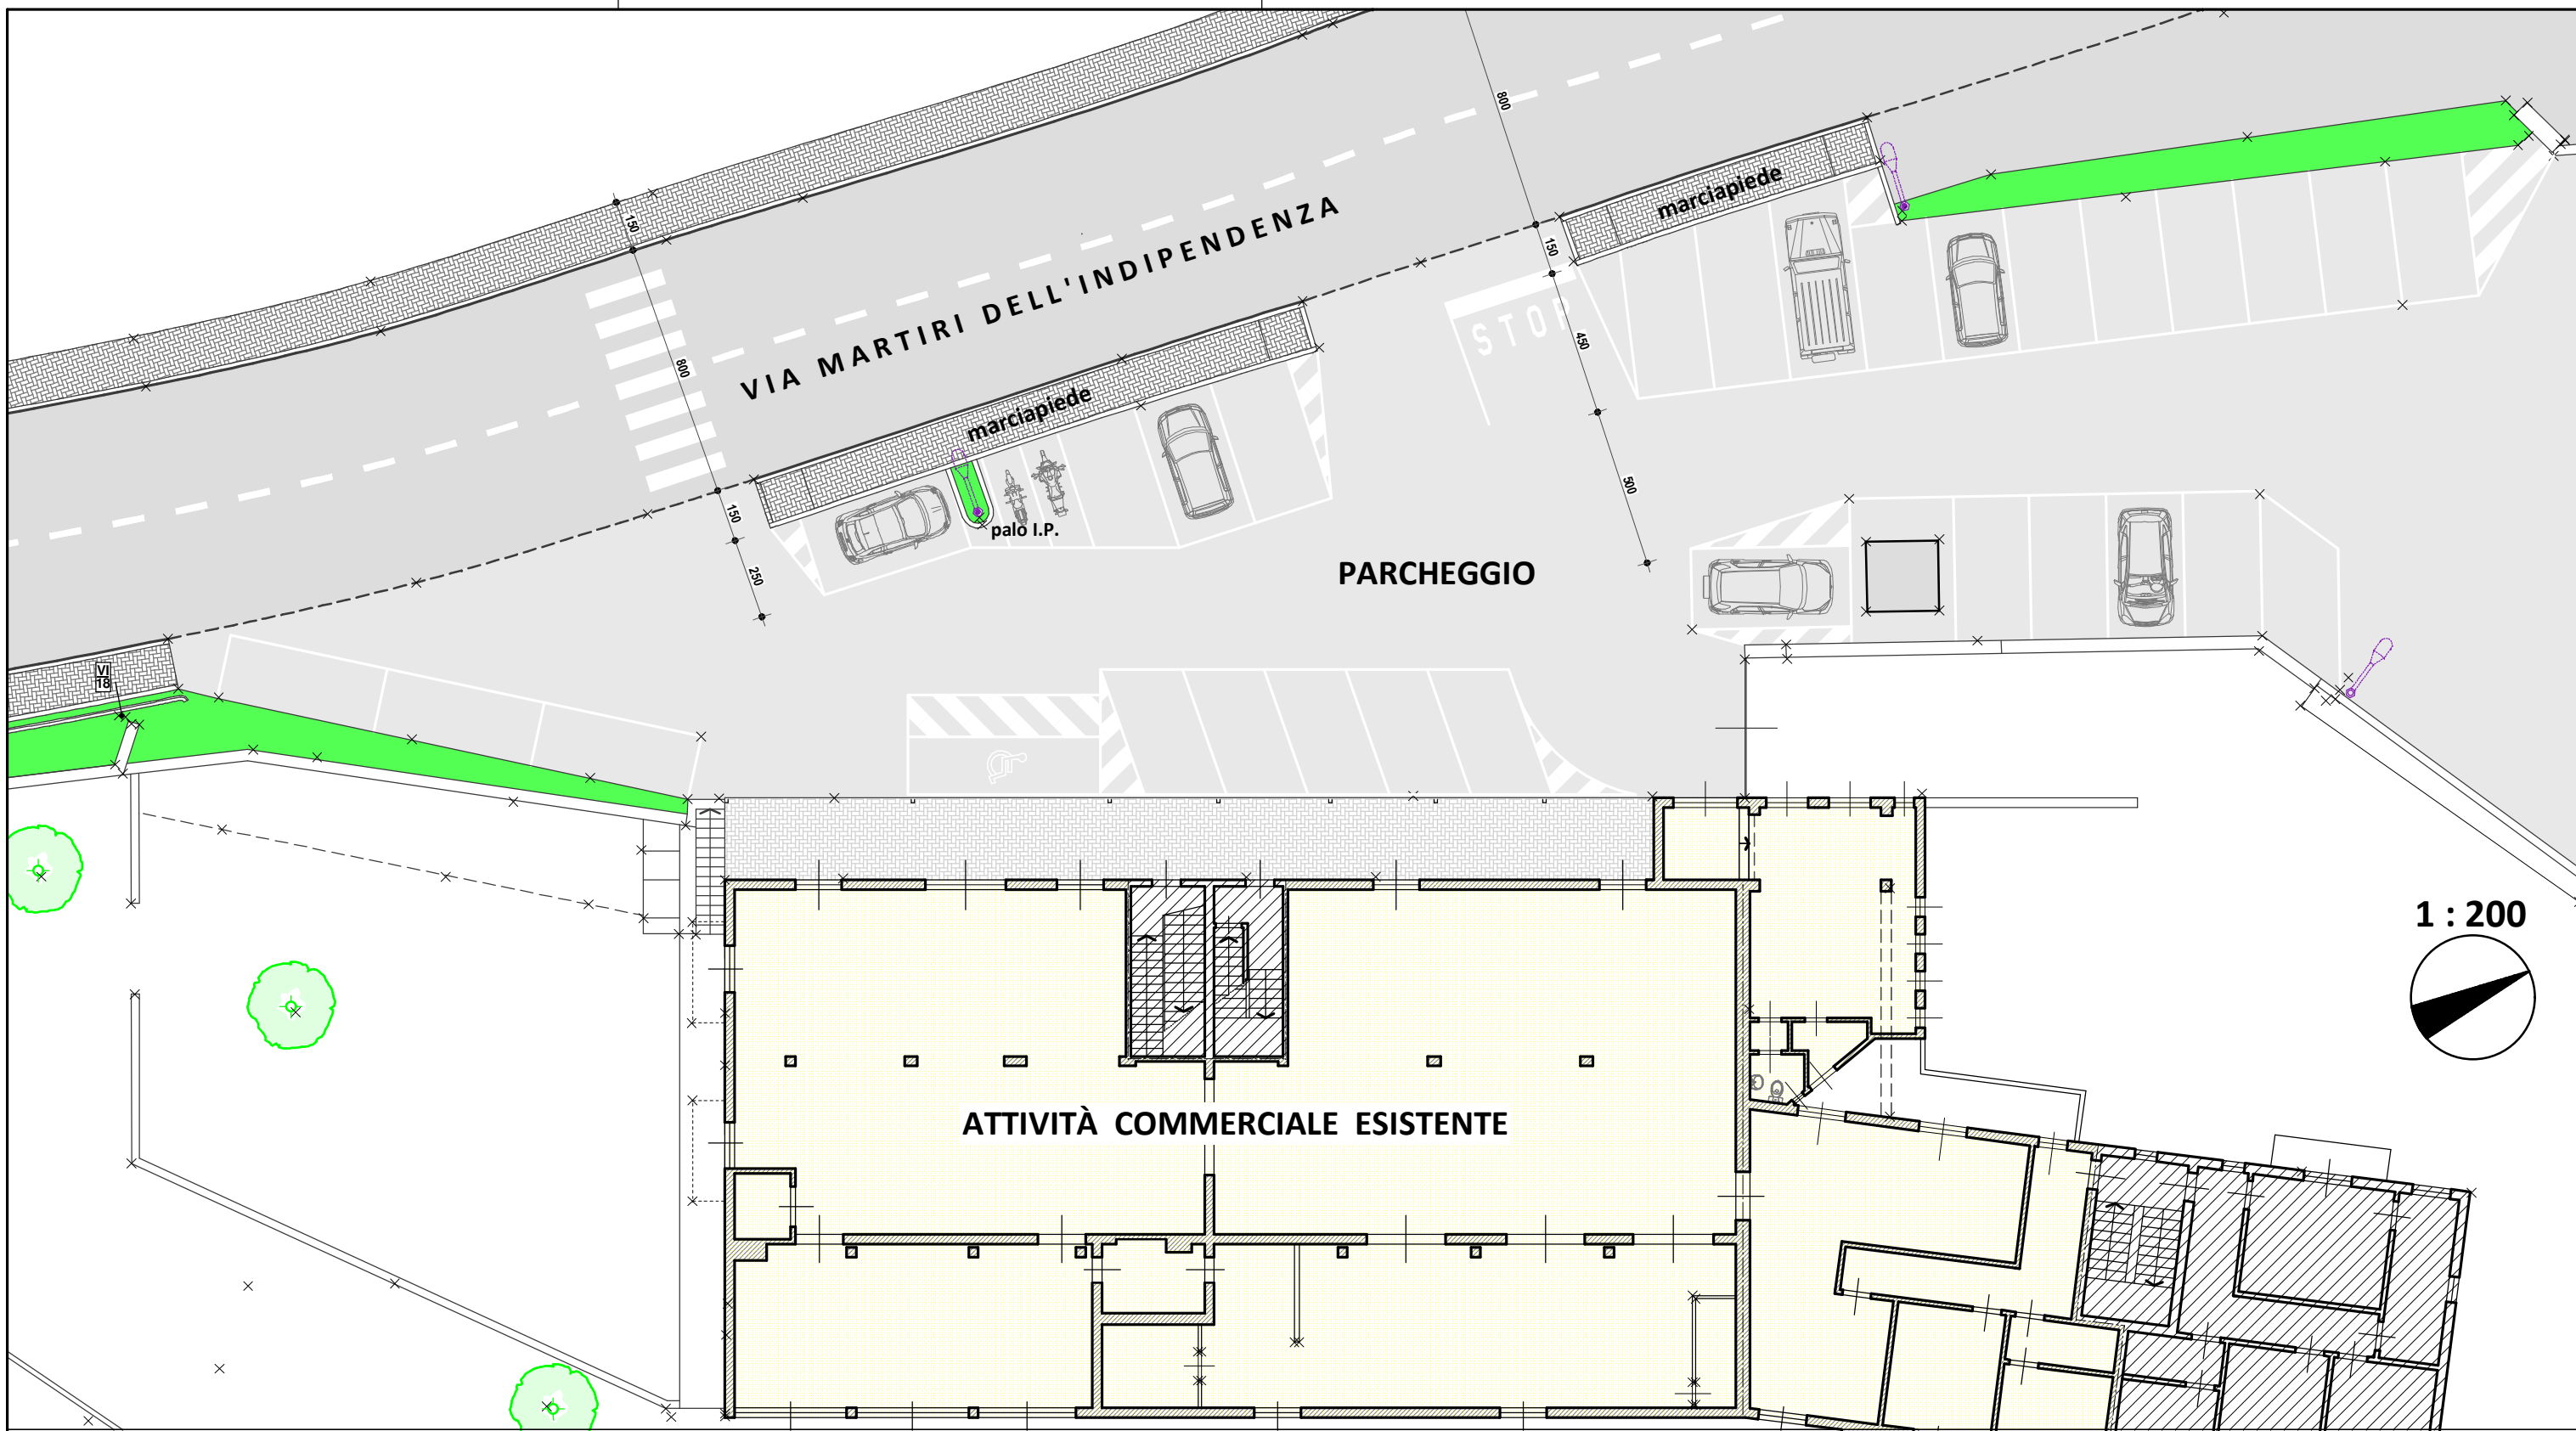 800
marciapiede
150
VIA MARTIRI DELL'INDIPENDENZA
150
STOP
450
800
marciapiede
500
150
palo I.P.
250
PARCHEGGIO
VI
18
1 : 200
ATTIVITÀ COMMERCIALE ESISTENTE